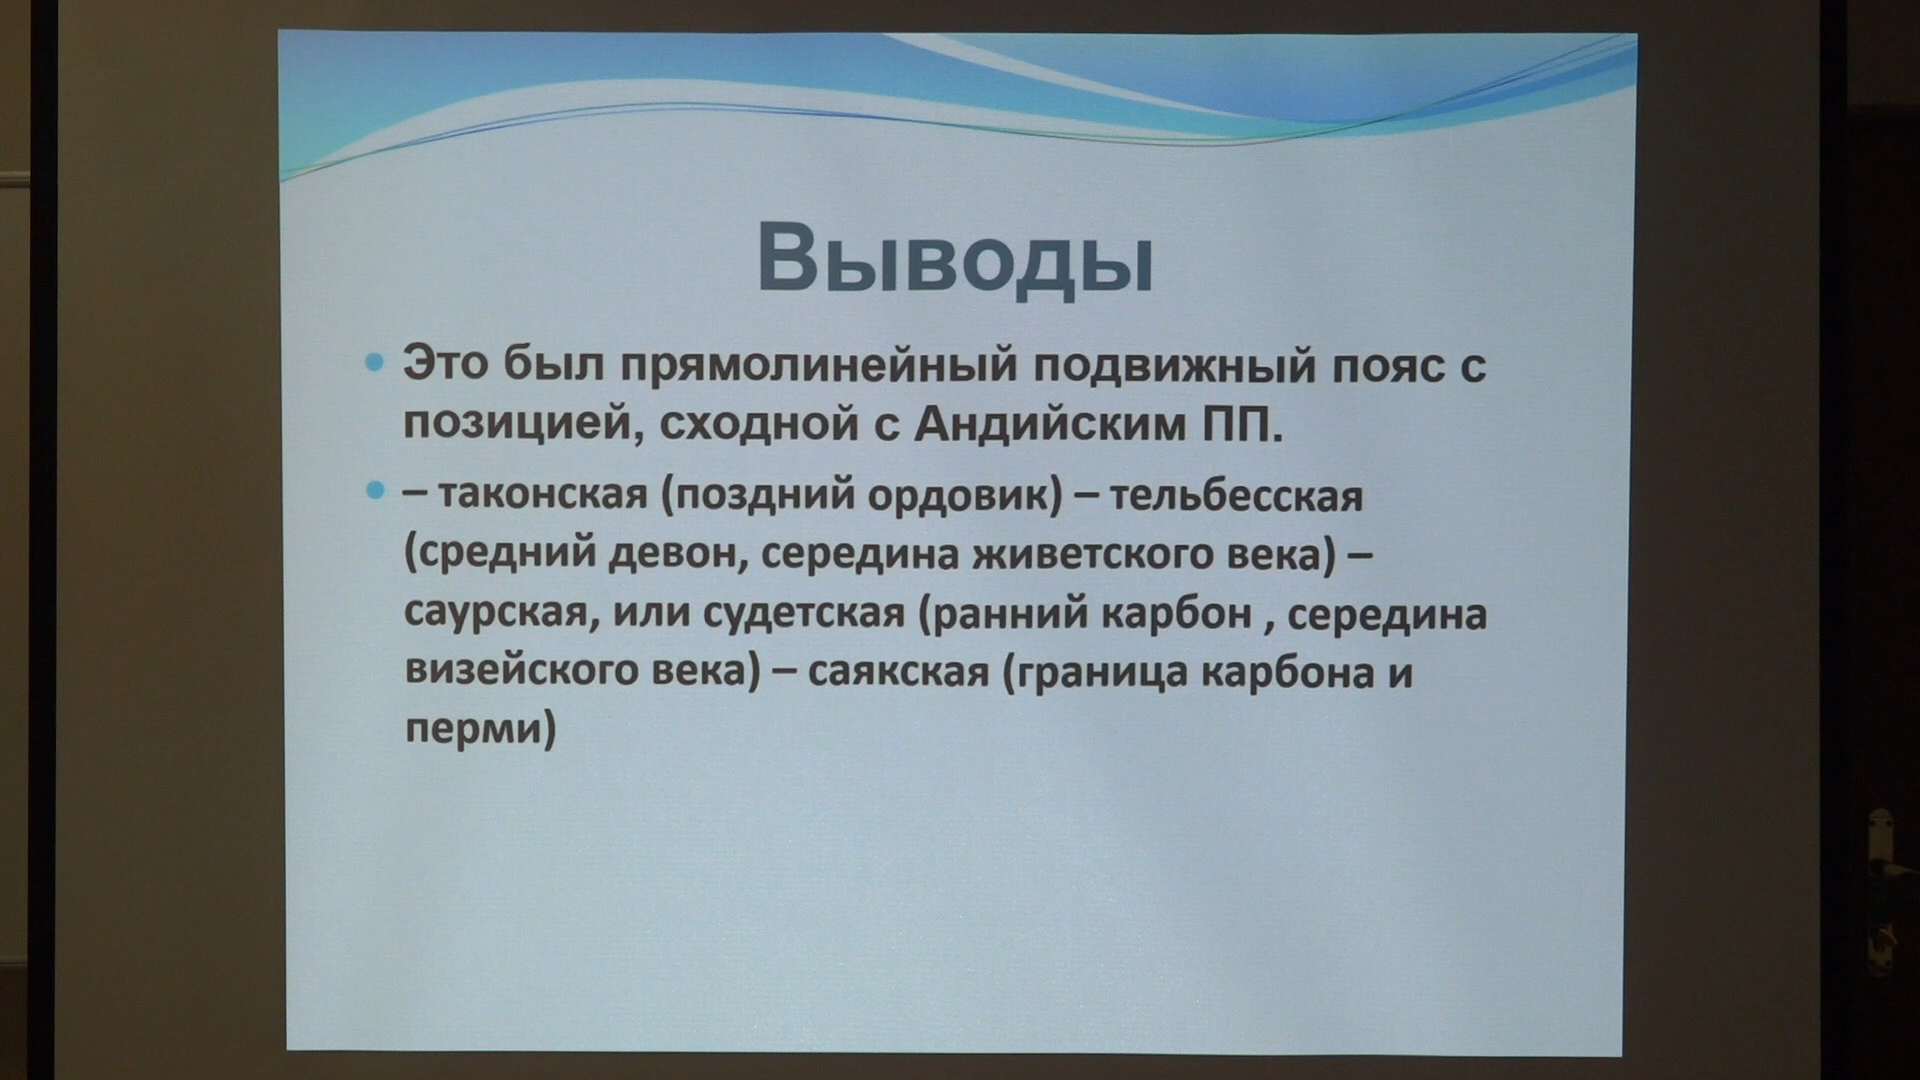 Выводы
• Это был прямолинейный подвижный пояс с
позицией, сходной с Андийским ПП.
• – таконская (поздний ордовик) – тельбесская
(средний девон, середина живетского века) –
саурская, или судетская (ранний карбон , середина
визейского века) – саякская (граница карбона и
перми)